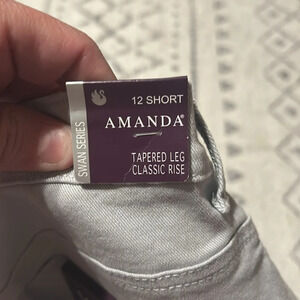 12 SHORT
AMANDA®
TAPERED LEG
CLASSIC RISE
SWAN SERIES